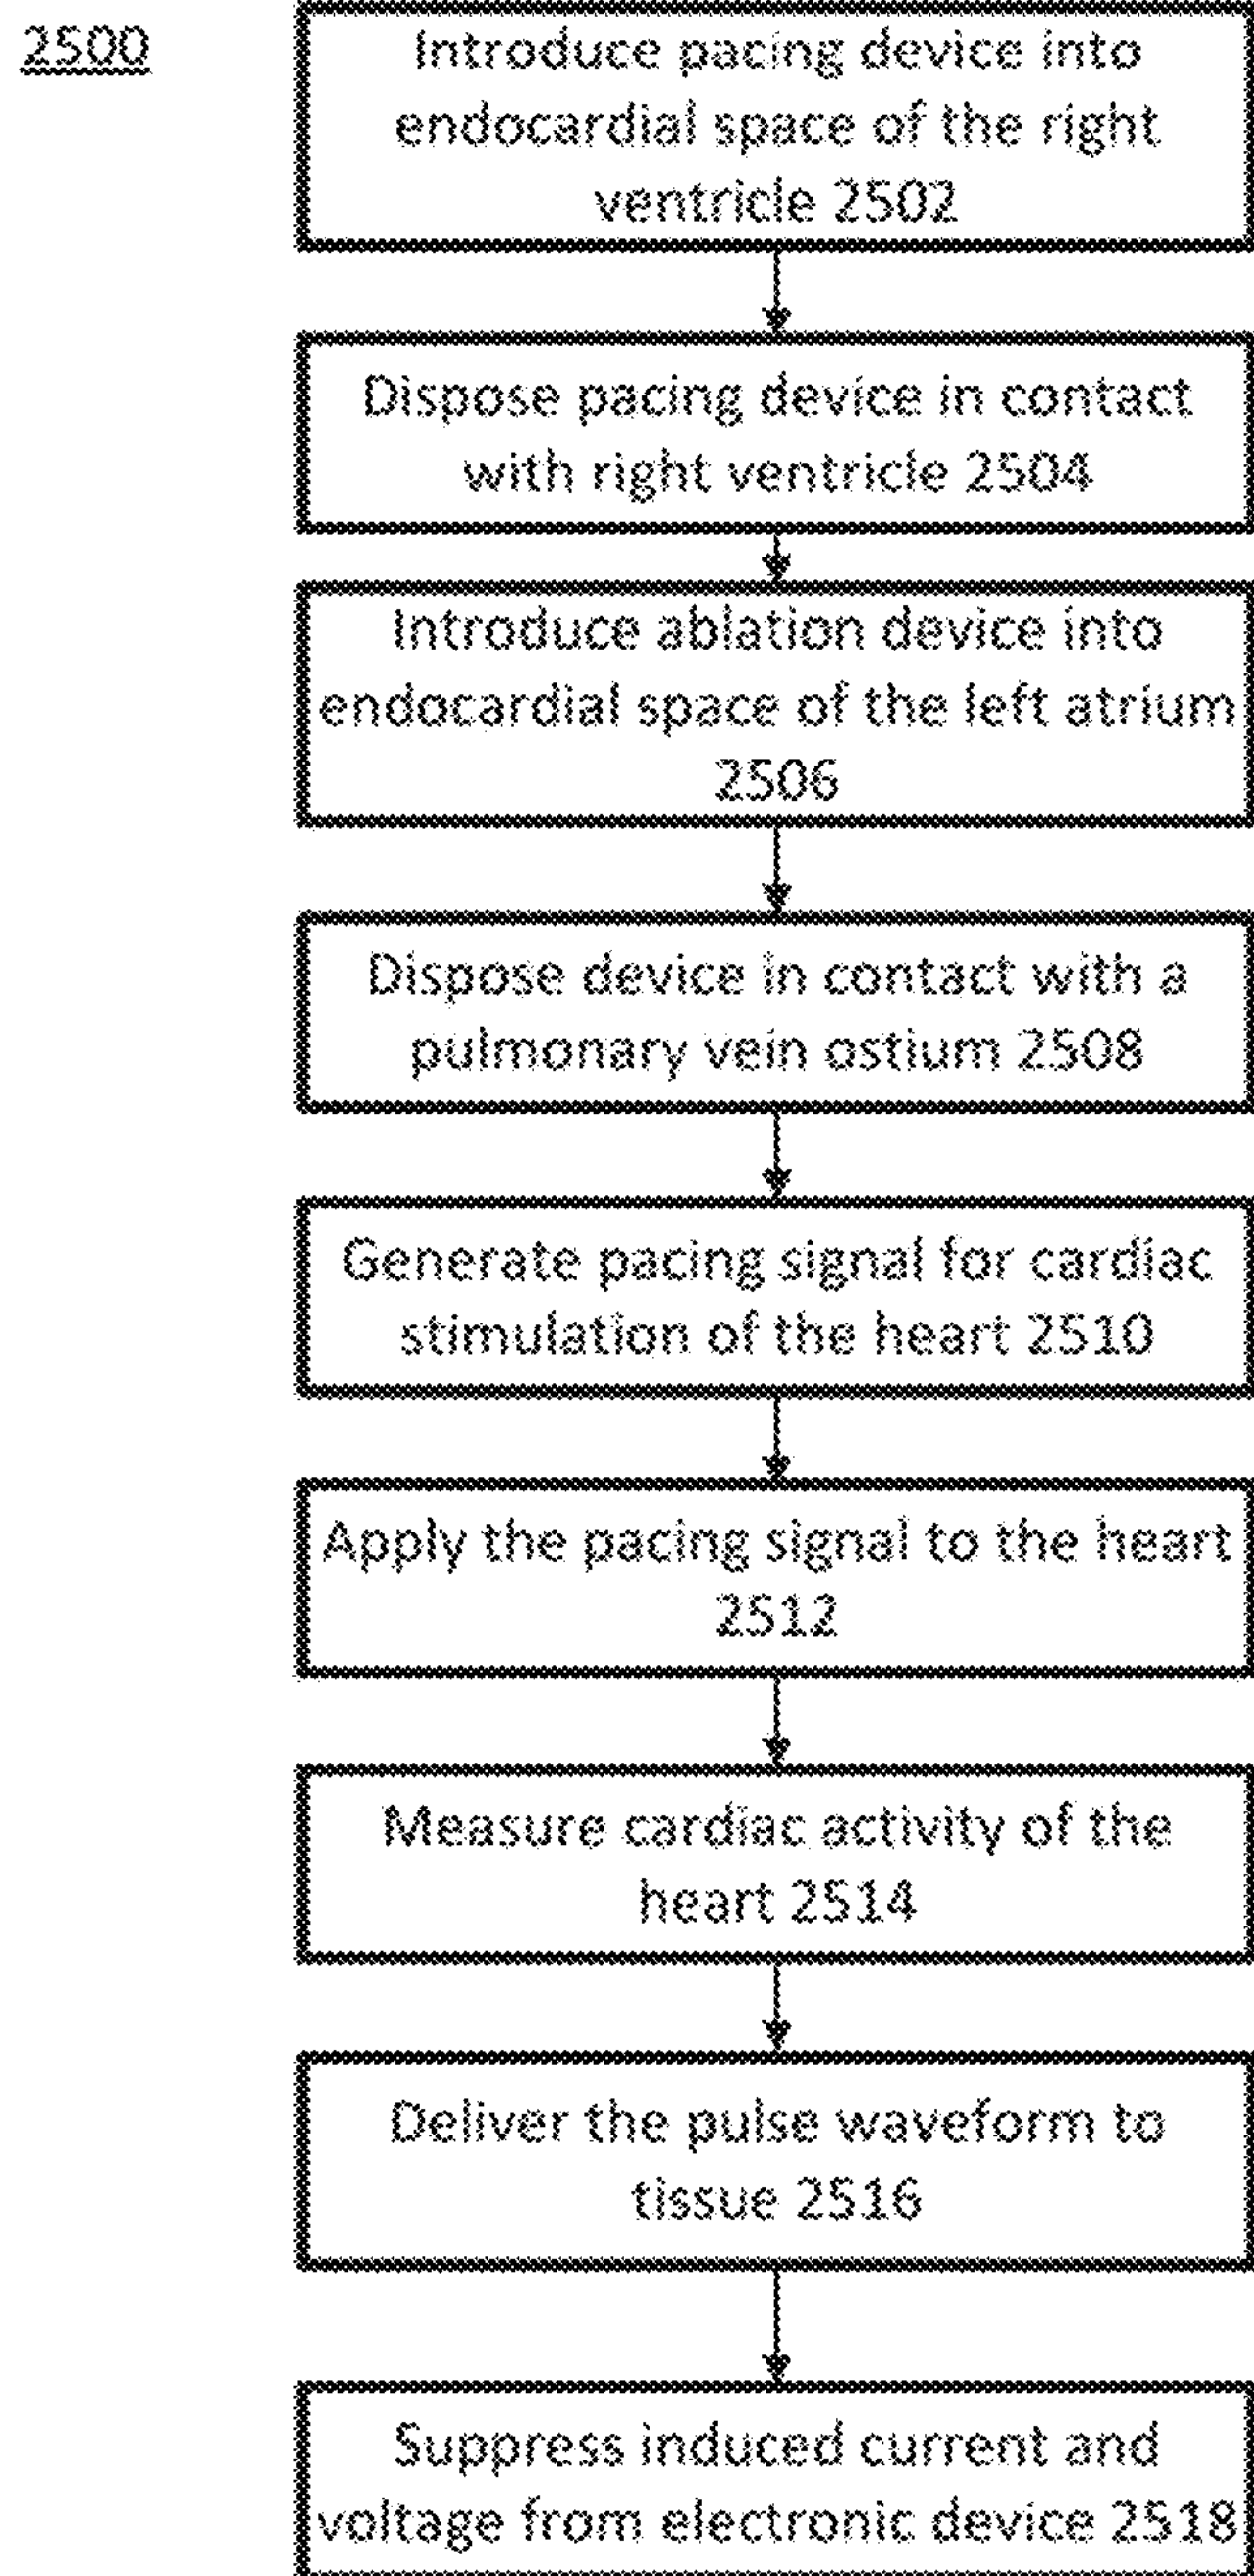 2500
Introduce pacing device into
endocardial space of the right
ventricle 2502
Dispose pacing device in contact
with right ventricle 2504
Introduce ablation device into
endocardial space of the left atrium
2506
Dispose device in contact with a
pulmonary vein ostium 2508
Generate pacing signal for cardiac
stimulation of the heart 2510
Apply the pacing signal to the heart
2512
Measure cardiac activity of the
heart 2514
Deliver the pulse waveform to
tissue 2516
Suppress induced current and
voltage from electronic device 2518